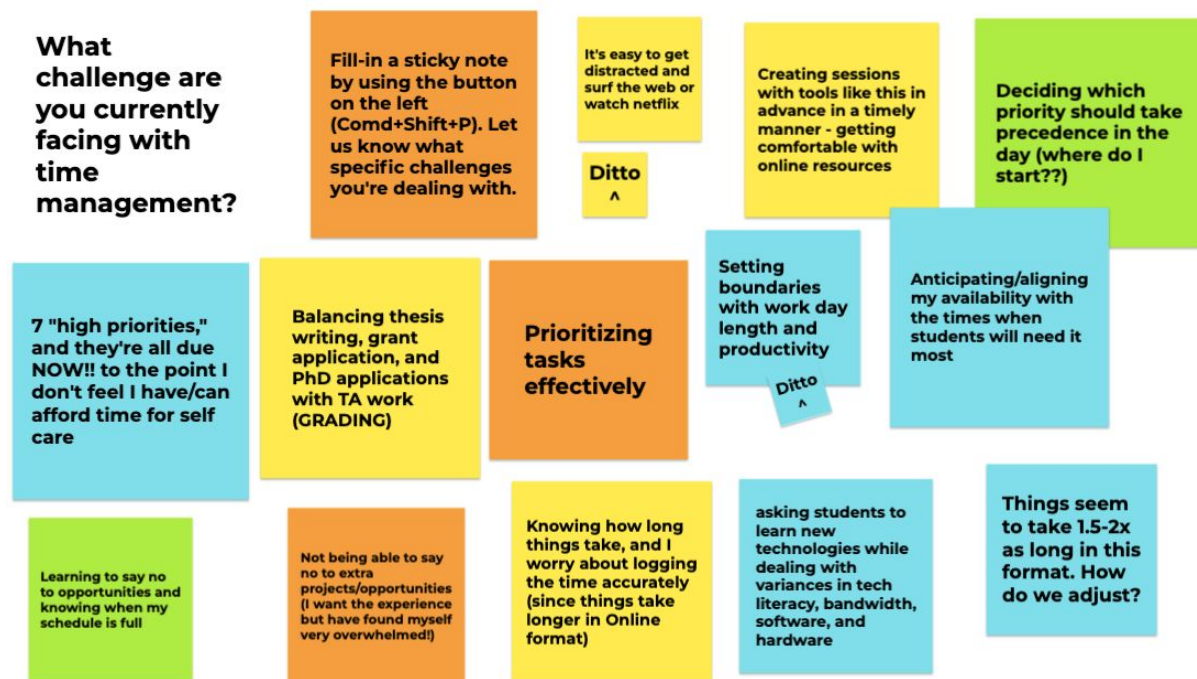 What
challenge are
you currently
facing with
time
management?
Fill-in a sticky note
by using the button
on the left
(Comd+Shift+P). Let
us know what
specific challenges
you're dealing with.
It's easy to get
distracted and
surf the web or
watch netflix
Ditto
^
Creating sessions
with tools like this in
advance in a timely
manner - getting
comfortable with
online resources
Deciding which
priority should take
precedence in the
day (where do I
start??)
7 "high priorities,"
and they're all due
NOW!! to the point I
don't feel I have/can
afford time for self
care
Balancing thesis
writing, grant
application, and
PhD applications
with TA work
(GRADING)
Prioritizing
tasks
effectively
Setting
boundaries
with work day
length and
productivity
Ditto
^
Anticipating/aligning
my availability with
the times when
students will need it
most
Learning to say no
to opportunities and
knowing when my
schedule is full
Not being able to say
no to extra
projects/opportunities
(I want the experience
but have found myself
very overwhelmed!)
Knowing how long
things take, and I
worry about logging
the time accurately
(since things take
longer in Online
format)
asking students to
learn new
technologies while
dealing with
variances in tech
literacy, bandwidth,
software, and
hardware
Things seem
to take 1.5-2x
as long in this
format. How
do we adjust?